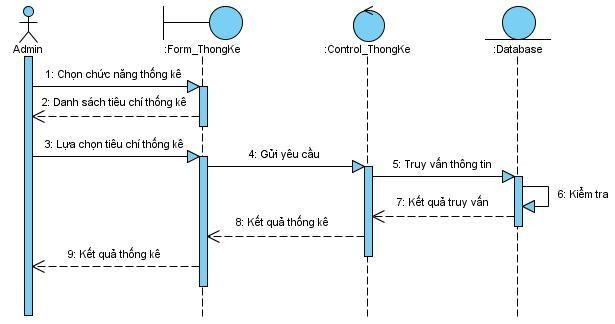 Admin
:Form_ThongKe
:Control_ThongKe
:Database
1: Chọn chức năng thống kê
2: Danh sách tiêu chí thống kê
3: Lựa chọn tiêu chí thống kê
4: Gửi yêu cầu
5: Truy vấn thông tin
6: Kiểm tra
7: Kết quả truy vấn
8: Kết quả thống kê
9: Kết quả thống kê